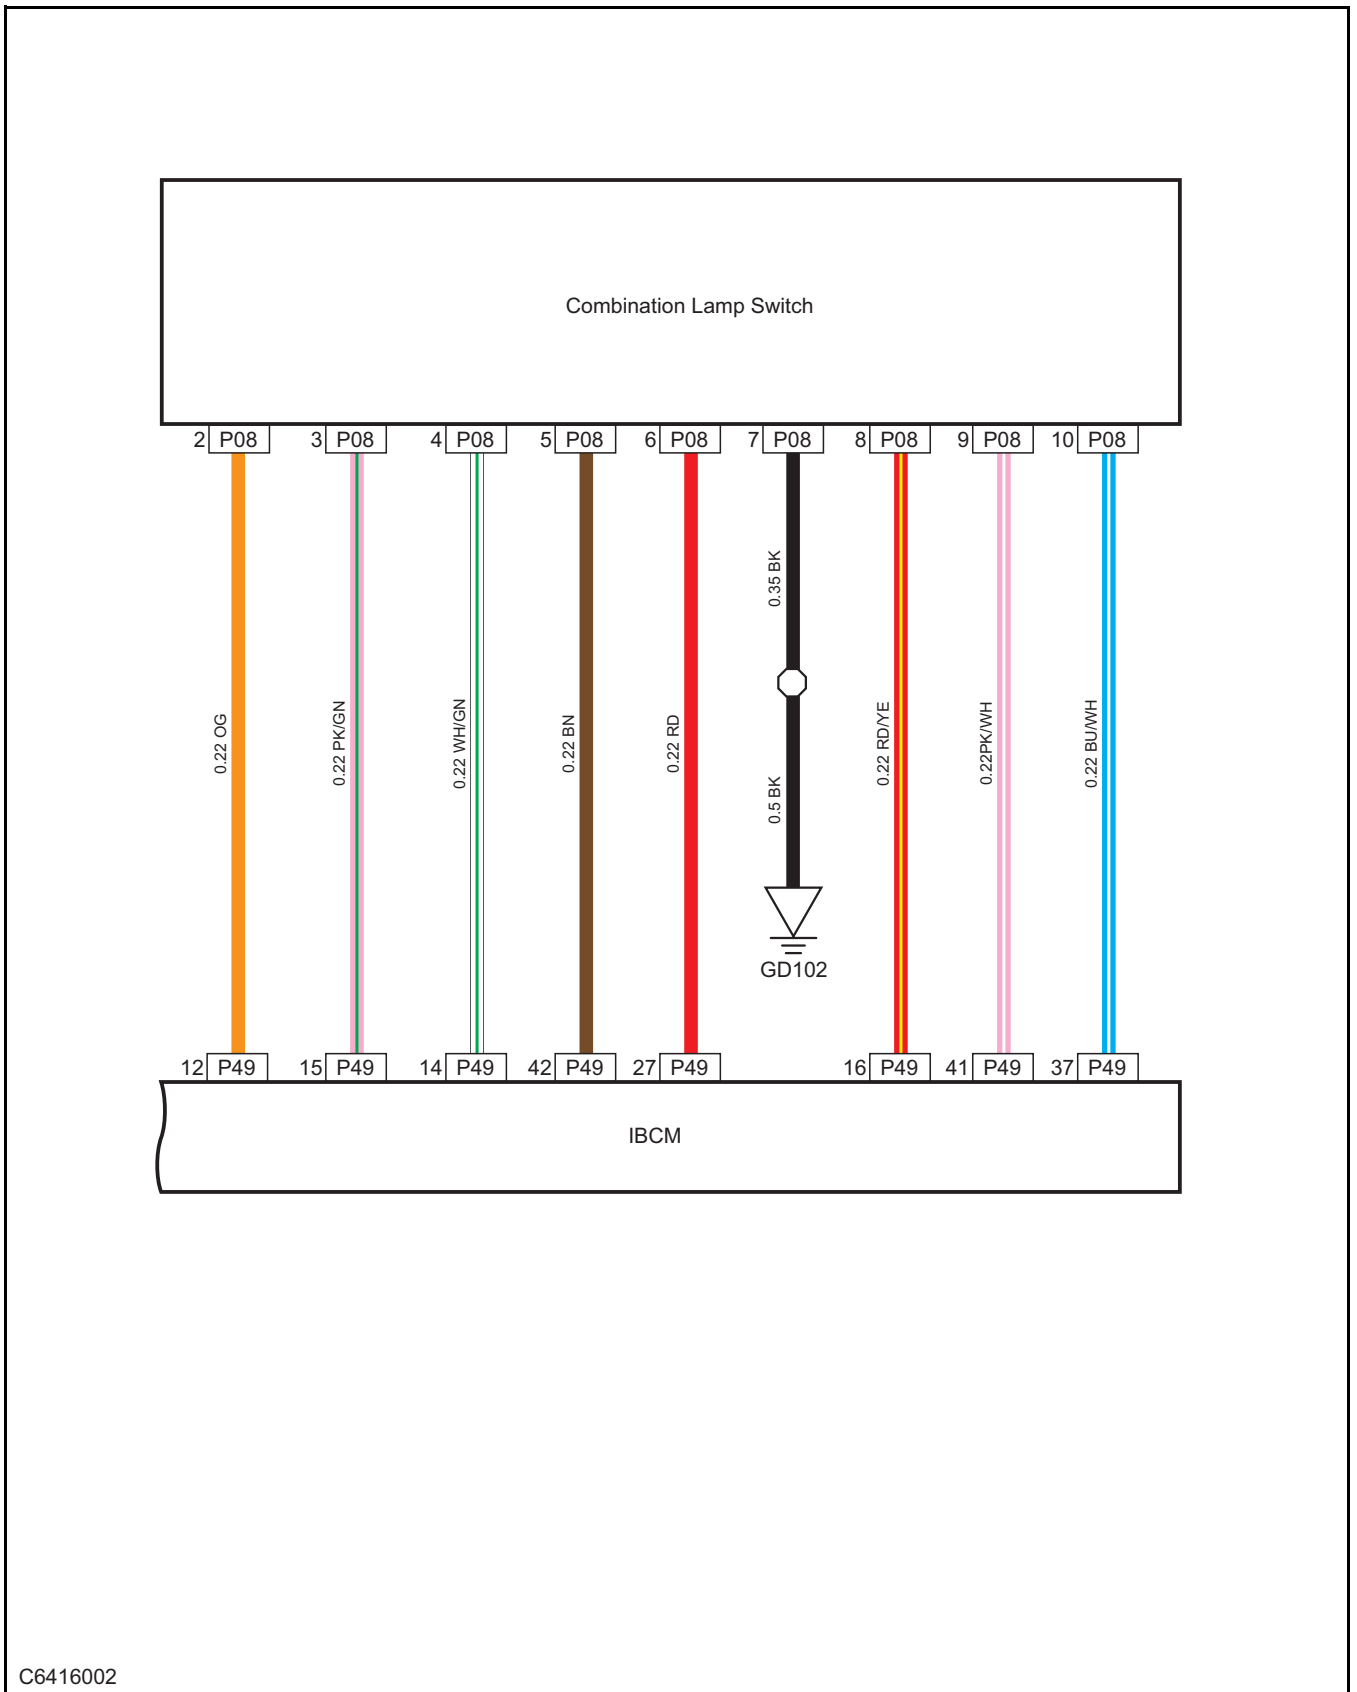 Combination Lamp Switch
2 P08 3 P08 4 P08 5 P08 6 P08 7 P08 8 P08 9 P08 10 P08
0.35 BK
0.22 OG
0.22 PK/GN
0.22 WH/GN
0.22 BN
0.22 RD
0.5 BK
0.22 RD/YE
0.22PK/WH
0.22 BU/WH
GD102
12 P49 15 P49 14 P49 42 P49 27 P49 16 P49 41 P49 37 P49
IBCM
C6416002